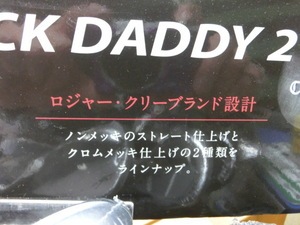 CK DADDY 2
ロジャー・クリーブランド設計
ノンメッキのストレート仕上げと
クロムメッキ仕上げの2種類を
ラインナップ。